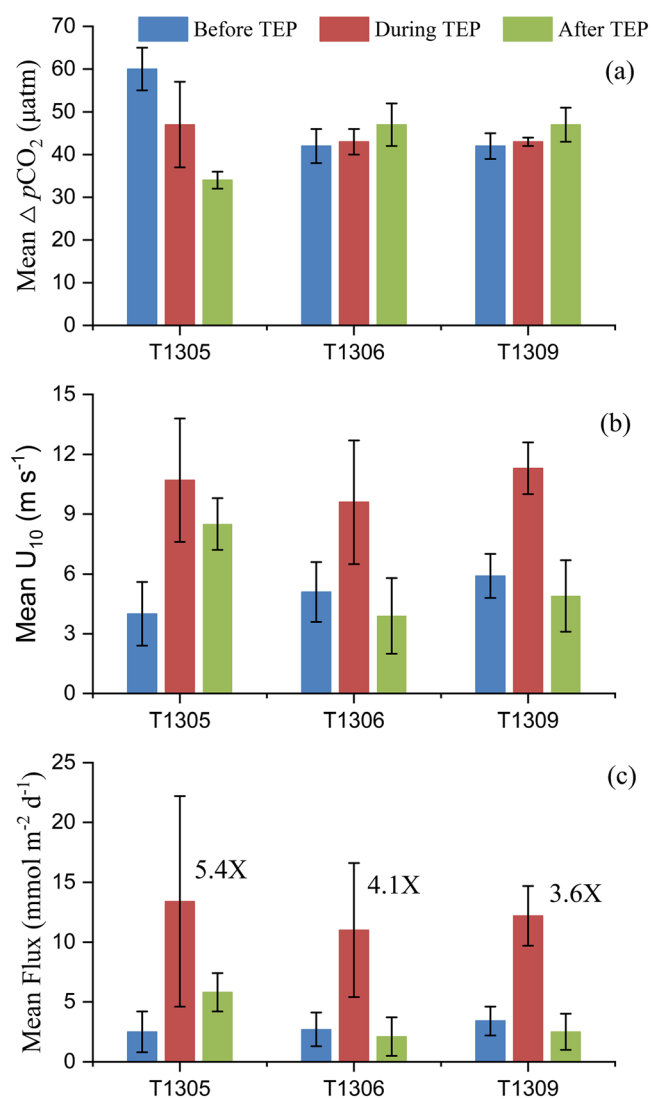 Before TEP During TEP After TEP
(a)
Mean △ pCO₂ (μatm)
70
60
50
40
30
20
10
0
T1305 T1306 T1309
(b)
Mean U₁₀ (m s⁻¹)
15
12
9
6
3
0
T1305 T1306 T1309
(c)
Mean Flux (mmol m⁻² d⁻¹)
25
20
15
10
5
0
5.4X 4.1X 3.6X
T1305 T1306 T1309